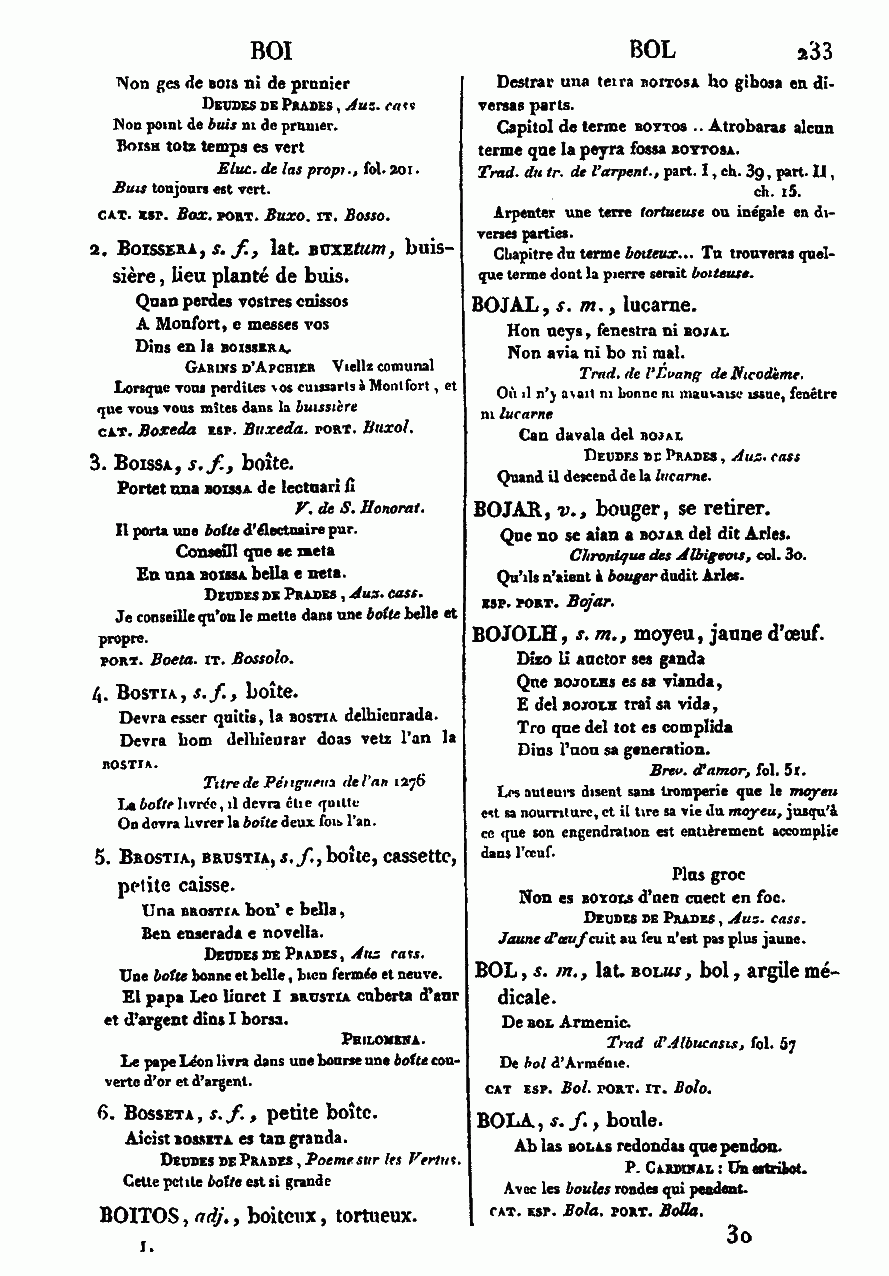 BOI
BOL 233
Non ges de BOIS ni de prunier
DEUDES DE PRADES, Auz. cass
Non point de buis ni de prunier.
BOISH totz temps es vert
Eluc. de las propr., fol. 201.
Buis toujours est vert.
CAT. ESP. Box. PORT. Buxo. IT. Bosso.
2. BOISSERA, s. f., lat. BUXEtum, buis-
sière, lieu planté de buis.
Quan perdes vostres cuissos
A Monfort, e messes vos
Dins en la BOISSERA.
GARINS D'APCHIER Viellz comunal
Lorsque vous perdîtes vos cuissarts à Montfort, et
que vous vous mîtes dans la buissière
CAT. Boxeda ESP. Buxeda. PORT. Buxol.
3. BOISSA, s. f., boîte.
Portet una BOISSA de lectuari fi
V. de S. Honorat.
Il porta une boîte d'électuaire pur.
Conseill que se meta
En una BOISSA bella e neta.
DEUDES DE PRADES, Aux. cass.
Je conseille qu'on le mette dans une boîte belle et
propre.
PORT. Boeta. IT. Bossolo.
4. BOSTIA, s. f., boîte.
Devra esser quitis, la BOSTIA delhieurada.
Devra hom delhieurar doas vetz l'an la
BOSTIA.
Titre de Périgueux de l'an 1276
La boîte livrée, il devra être quitte
On devra livrer la boîte deux fois l'an.
5. BROSTIA, BRUSTIA, s. f., boîte, cassette,
petite caisse.
Una BROSTIA bon' e bella,
Ben enserada e novella.
DEUDES DE PRADES, Auz cass.
Une boîte bonne et belle, bien fermée et neuve.
El papa Leo liuret I BRUSTIA cuberta d'aur
et d'argent dins I borsa.
PHILOMENA.
Le pape Léon livra dans une bourse une boîte cou-
verte d'or et d'argent.
6. BOSSETA, s. f., petite boîte.
Aicist BOSSETA es tan granda.
DEUDES DE PRADES, Poeme sur les Vertus.
Cette petite boîte est si grande
BOITOS, adj., boiteux, tortueux.
I.
Destrar una teira BOITOSA ho gibosa en di-
versas parts.
Capitol de terme BOYTOS .. Atrobaras alcun
terme que la peyra fossa BOYTOSA.
Trad. du tr. de l'arpent., part. I, ch. 39, part. II,
ch. 15.
Arpenter une terre tortueuse ou inégale en di-
verses parties.
Chapitre du terme boiteux... Tu trouveras quel-
que terme dont la pierre serait boiteuse.
BOJAL, s. m., lucarne.
Hon neys, fenestra ni BOJAL
Non avia ni bo ni mal.
Trad. de l'Évang de Nicodème.
Où il n'y avait ni bonne ni mauvaise issue, fenêtre
ni lucarne
Can davala del BOJAL
DEUDES DE PRADES, Auz. cass
Quand il descend de la lucarne.
BOJAR, v., bouger, se retirer.
Que no se aian a BOJAR del dit Arles.
Chronique des Albigeois, col. 30.
Qu'ils n'aient à bouger dudit Arles.
ESP. PORT. Bojar.
BOJOLH, s. m., moyeu, jaune d'œuf.
Dizo li auctor ses ganda
Que BOJOLHS es sa vianda,
E del BOJOLH trai sa vida,
Tro que del tot es complida
Dins l'uou sa generation.
Brev. d'amor, fol. 51.
Les auteurs disent sans tromperie que le moyeu
est sa nourriture, et il tire sa vie du moyeu, jusqu'à
ce que son engendration est entièrement accomplie
dans l'œuf.
Plus groc
Non es BOYOLS d'ueu cuect en foc.
DEUDES DE PRADES, Auz. cass.
Jaune d'œuf cuit au feu n'est pas plus jaune.
BOL, s. m., lat. BOLUS, bol, argile mé-
dicale.
De BOL Armenic.
Trad d'Albucasis, fol. 57
De bol d'Arménie.
CAT ESP. Bol. PORT. IT. Bolo.
BOLA, s. f., boule.
Ab las BOLAS redondas que pendon.
P. CARDINAL : Un estribot.
Avec les boules rondes qui pendent.
CAT. ESP. Bola. PORT. Bolla.
30